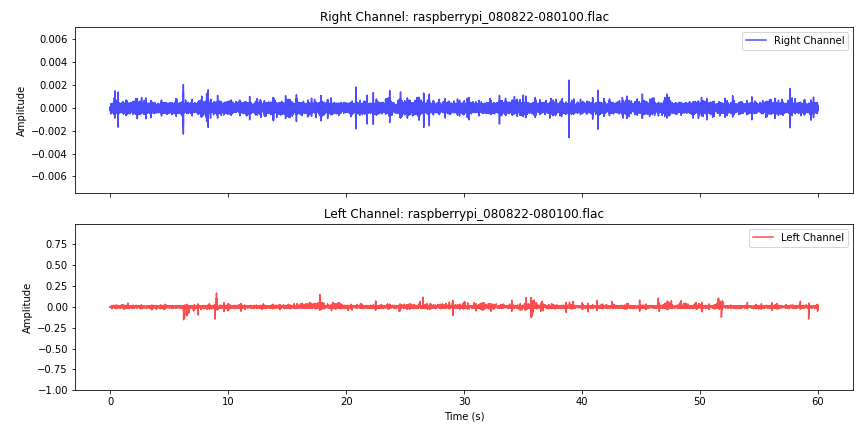 Right Channel: raspberrypi_080822-080100.flac
Right Channel
Amplitude
0.006
0.004
0.002
0.000
−0.002
−0.004
−0.006
Left Channel: raspberrypi_080822-080100.flac
Left Channel
Amplitude
0.75
0.50
0.25
0.00
−0.25
−0.50
−0.75
−1.00
0 10 20 30 40 50 60
Time (s)